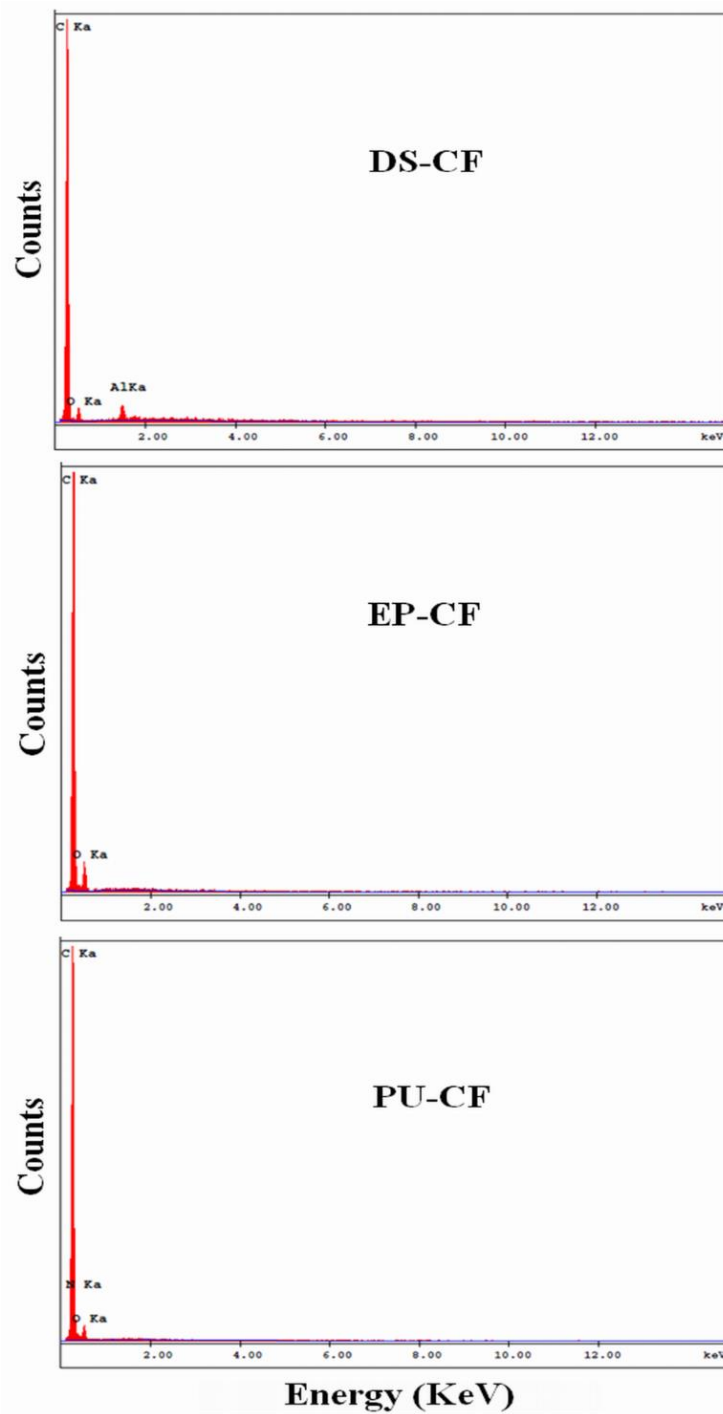 C Ka
DS-CF
Counts
AlKa
O Ka
2.00 4.00 6.00 8.00 10.00 12.00 keV
C Ka
EP-CF
Counts
O Ka
2.00 4.00 6.00 8.00 10.00 12.00 keV
C Ka
PU-CF
Counts
N Ka
O Ka
2.00 4.00 6.00 8.00 10.00 12.00 keV
Energy (KeV)